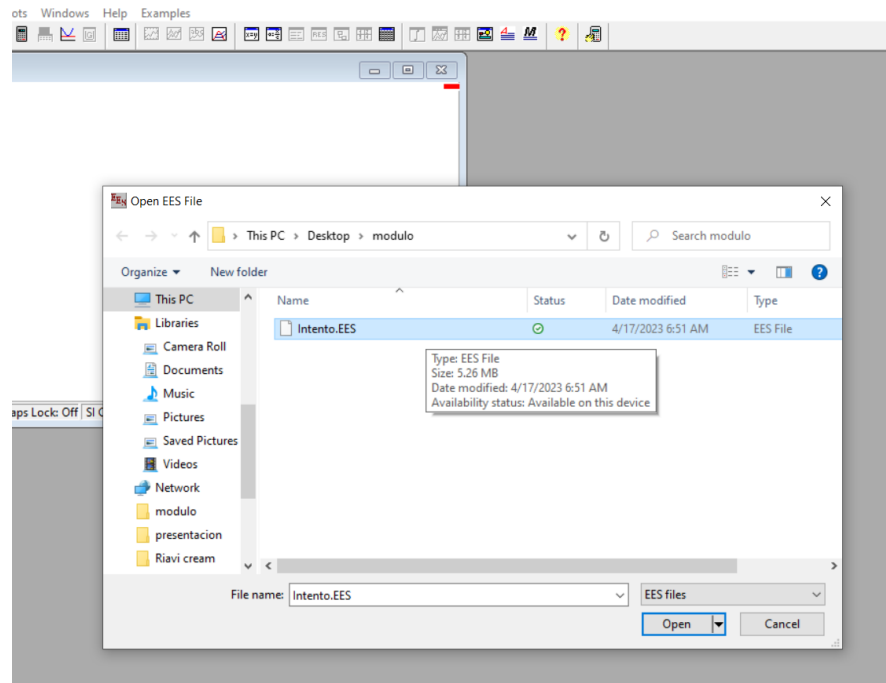 ots Windows Help Examples
Open EES File
This PC > Desktop > modulo
Search modulo
Organize New folder
This PC
Libraries
Camera Roll
Documents
Music
Pictures
Saved Pictures
Videos
Network
modulo
presentacion
Riavi cream
Name Status Date modified Type
Intento.EES 4/17/2023 6:51 AM EES File
Type: EES File
Size: 5.26 MB
Date modified: 4/17/2023 6:51 AM
Availability status: Available on this device
aps Lock: Off SI C
File name: Intento.EES EES files
Open Cancel